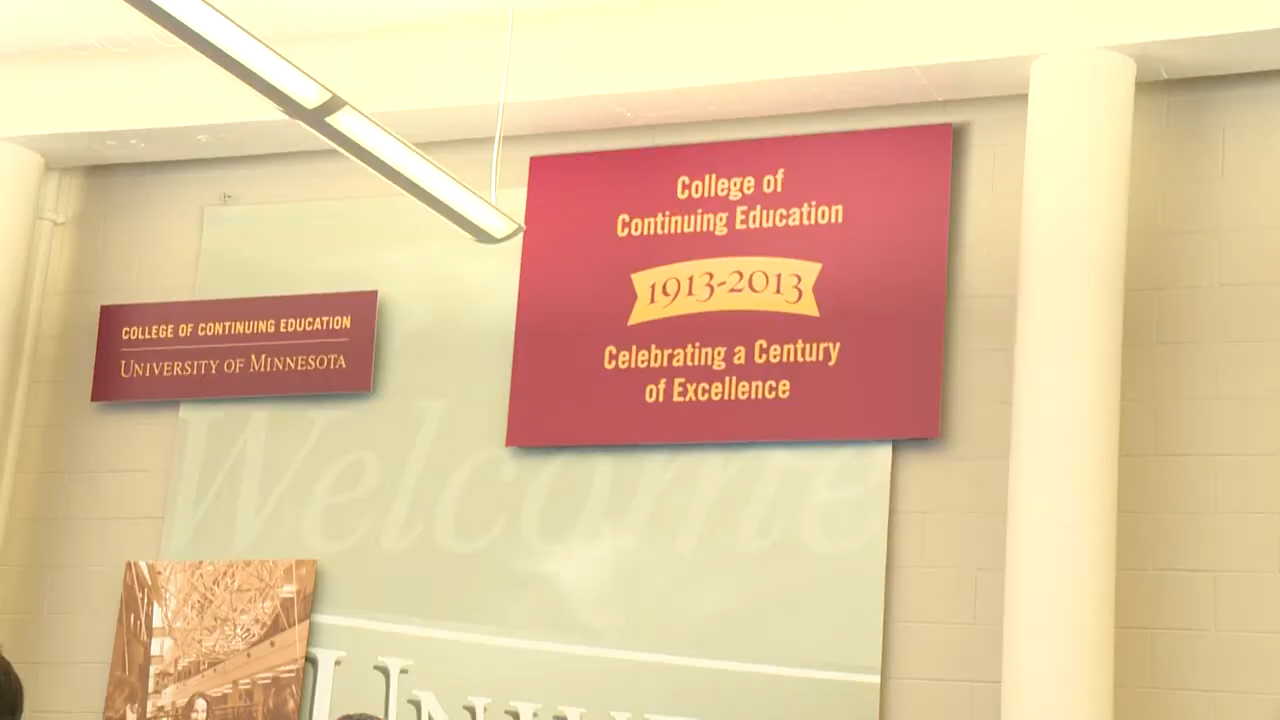 College of
Continuing Education
1913-2013
Celebrating a Century
of Excellence
COLLEGE OF CONTINUING EDUCATION
UNIVERSITY OF MINNESOTA
Welcome